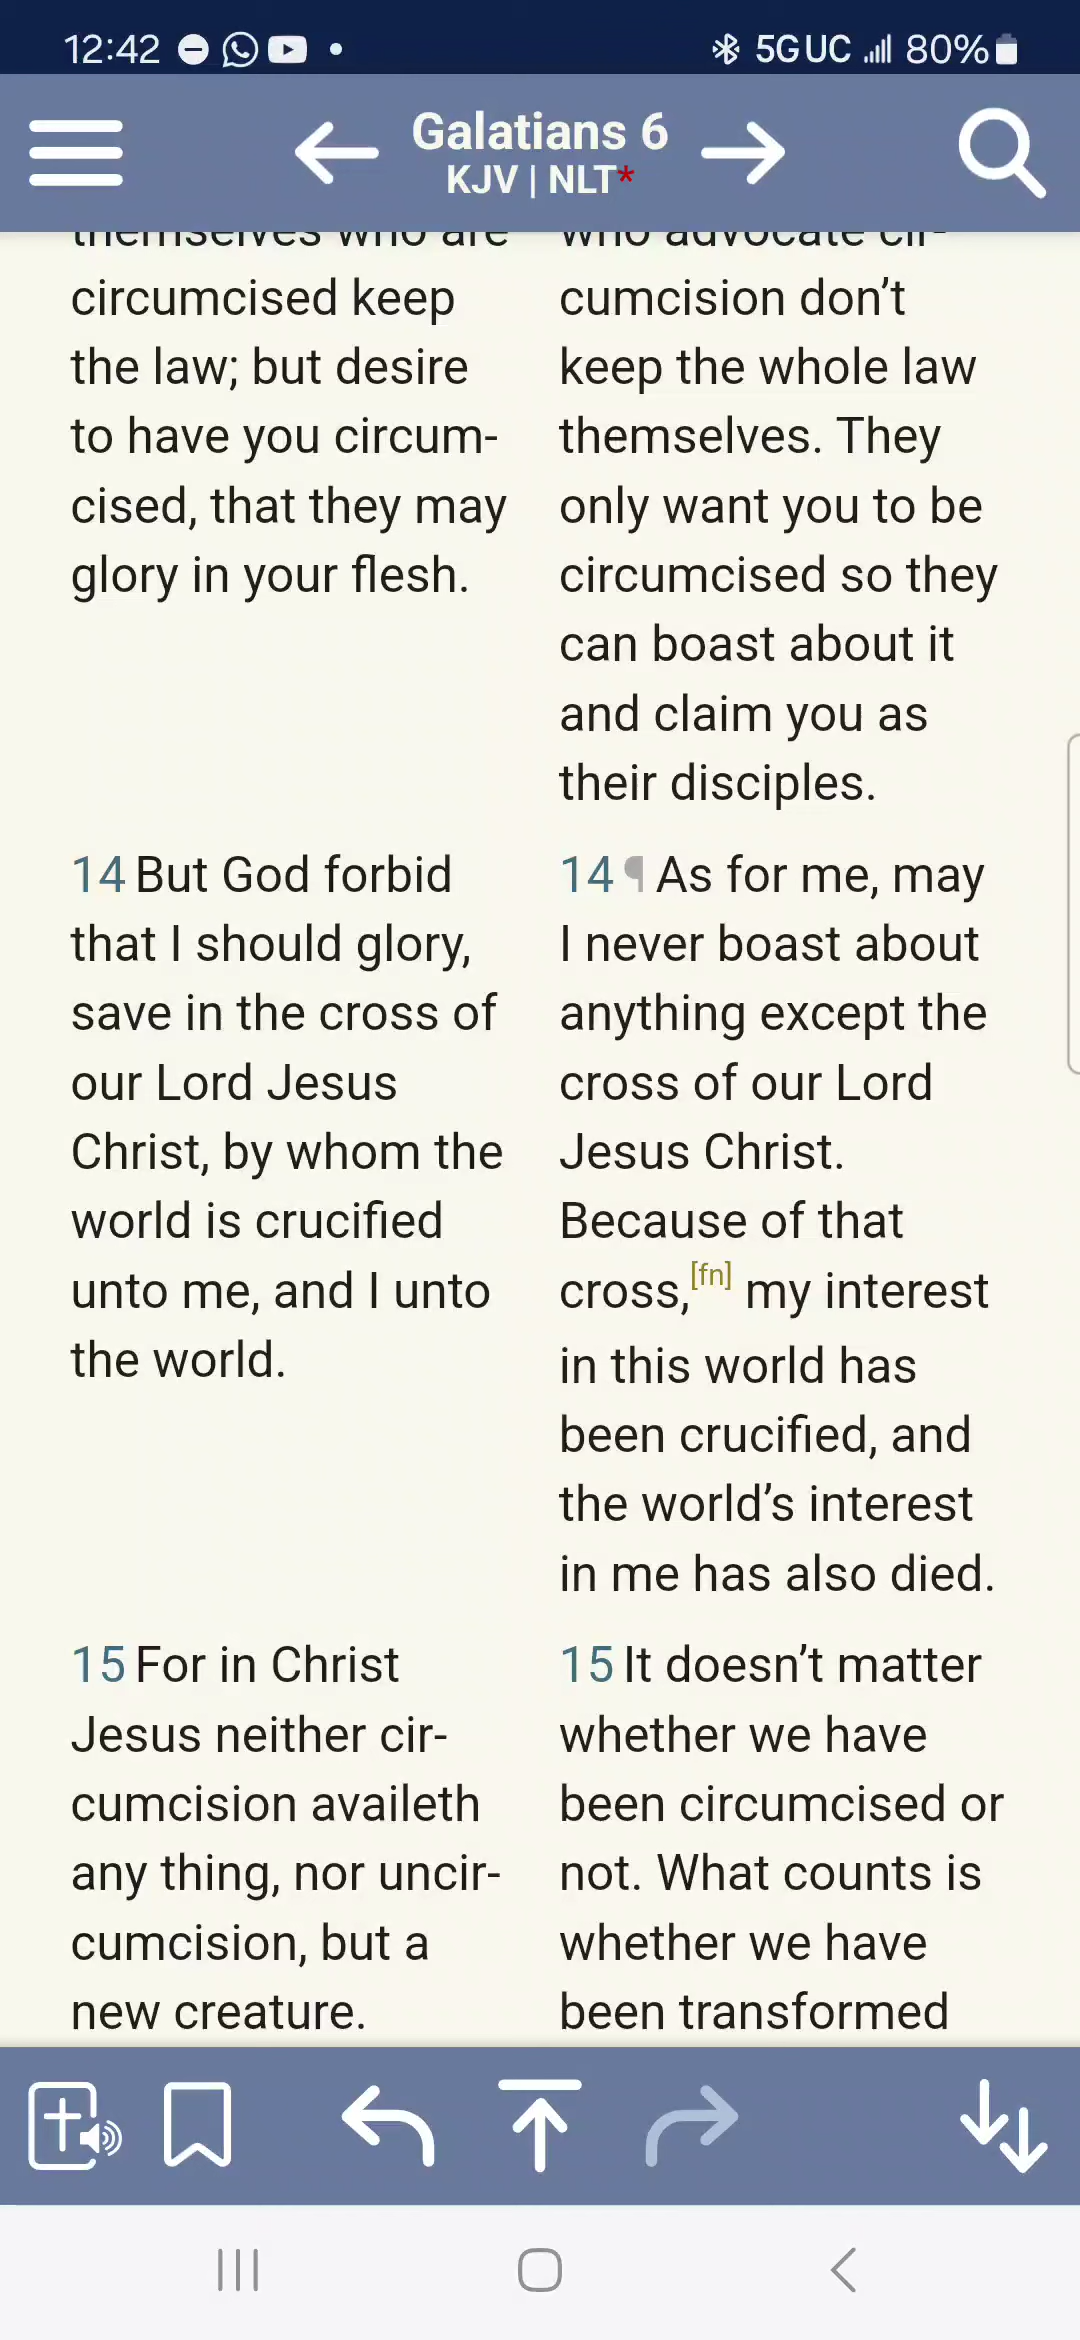 12:42
5G UC 80%
Galatians 6
KJV | NLT*
themselves who are
circumcised keep
the law; but desire
to have you circum-
cised, that they may
glory in your flesh.
who advocate cir-
cumcision don’t
keep the whole law
themselves. They
only want you to be
circumcised so they
can boast about it
and claim you as
their disciples.
14 But God forbid
that I should glory,
save in the cross of
our Lord Jesus
Christ, by whom the
world is crucified
unto me, and I unto
the world.
14 ¶ As for me, may
I never boast about
anything except the
cross of our Lord
Jesus Christ.
Because of that
cross,[fn] my interest
in this world has
been crucified, and
the world’s interest
in me has also died.
15 For in Christ
Jesus neither cir-
cumcision availeth
any thing, nor uncir-
cumcision, but a
new creature.
15 It doesn’t matter
whether we have
been circumcised or
not. What counts is
whether we have
been transformed